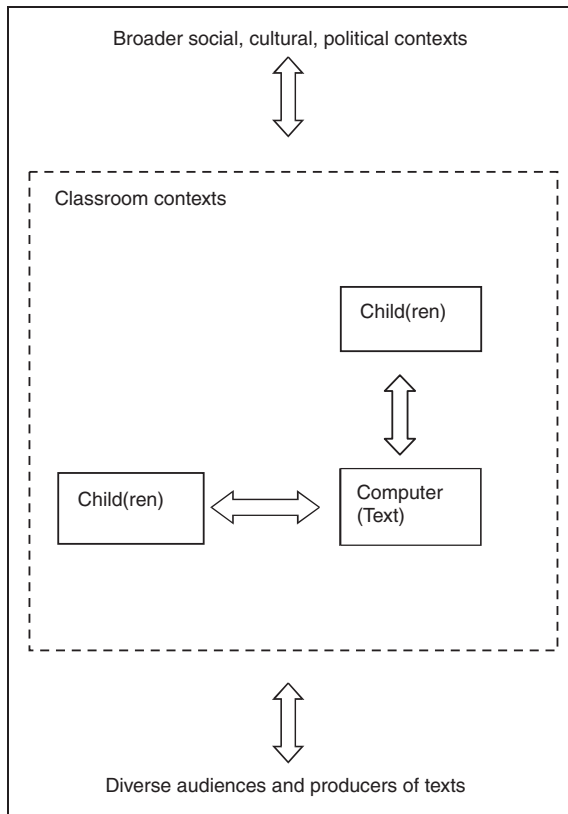 Broader social, cultural, political contexts
Classroom contexts
Child(ren)
Child(ren)
Computer
(Text)
Diverse audiences and producers of texts